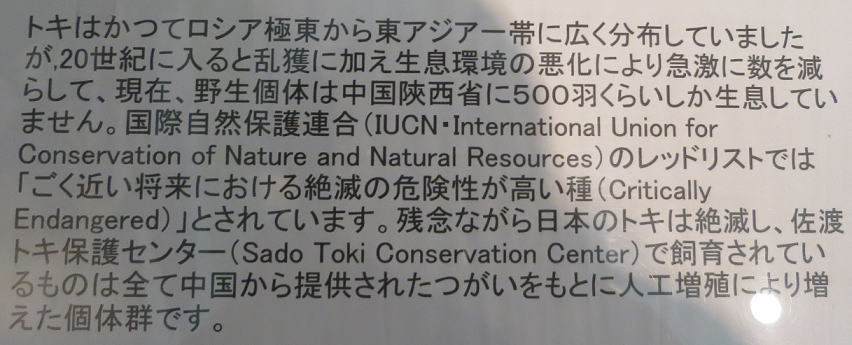 トキはかつてロシア極東から東アジア一帯に広く分布していました
が,20世紀に入ると乱獲に加え生息環境の悪化により急激に数を減
らして、現在、野生個体は中国陝西省に500羽くらいしか生息してい
ません。国際自然保護連合（IUCN・International Union for
Conservation of Nature and Natural Resources）のレッドリストでは
「ごく近い将来における絶滅の危険性が高い種（Critically
Endangered）」とされています。残念ながら日本のトキは絶滅し、佐渡
トキ保護センター（Sado Toki Conservation Center）で飼育されてい
るものは全て中国から提供されたつがいをもとに人工増殖により増
えた個体群です。